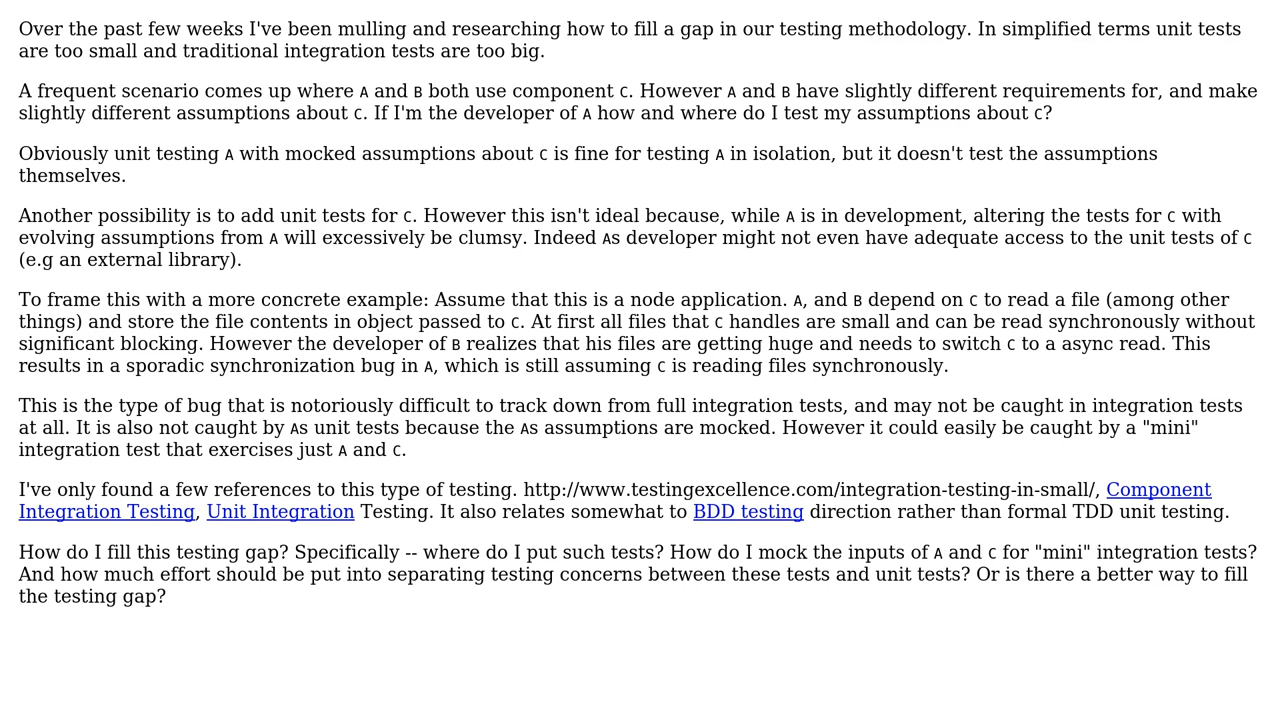 Over the past few weeks I've been mulling and researching how to fill a gap in our testing methodology. In simplified terms unit tests
are too small and traditional integration tests are too big.
A frequent scenario comes up where A and B both use component C. However A and B have slightly different requirements for, and make
slightly different assumptions about C. If I'm the developer of A how and where do I test my assumptions about C?
Obviously unit testing A with mocked assumptions about C is fine for testing A in isolation, but it doesn't test the assumptions
themselves.
Another possibility is to add unit tests for C. However this isn't ideal because, while A is in development, altering the tests for C with
evolving assumptions from A will excessively be clumsy. Indeed As developer might not even have adequate access to the unit tests of C
(e.g an external library).
To frame this with a more concrete example: Assume that this is a node application. A, and B depend on C to read a file (among other
things) and store the file contents in object passed to C. At first all files that C handles are small and can be read synchronously without
significant blocking. However the developer of B realizes that his files are getting huge and needs to switch C to a async read. This
results in a sporadic synchronization bug in A, which is still assuming C is reading files synchronously.
This is the type of bug that is notoriously difficult to track down from full integration tests, and may not be caught in integration tests
at all. It is also not caught by As unit tests because the As assumptions are mocked. However it could easily be caught by a "mini"
integration test that exercises just A and C.
I've only found a few references to this type of testing. http://www.testingexcellence.com/integration-testing-in-small/, Component
Integration Testing, Unit Integration Testing. It also relates somewhat to BDD testing direction rather than formal TDD unit testing.
How do I fill this testing gap? Specifically -- where do I put such tests? How do I mock the inputs of A and C for "mini" integration tests?
And how much effort should be put into separating testing concerns between these tests and unit tests? Or is there a better way to fill
the testing gap?